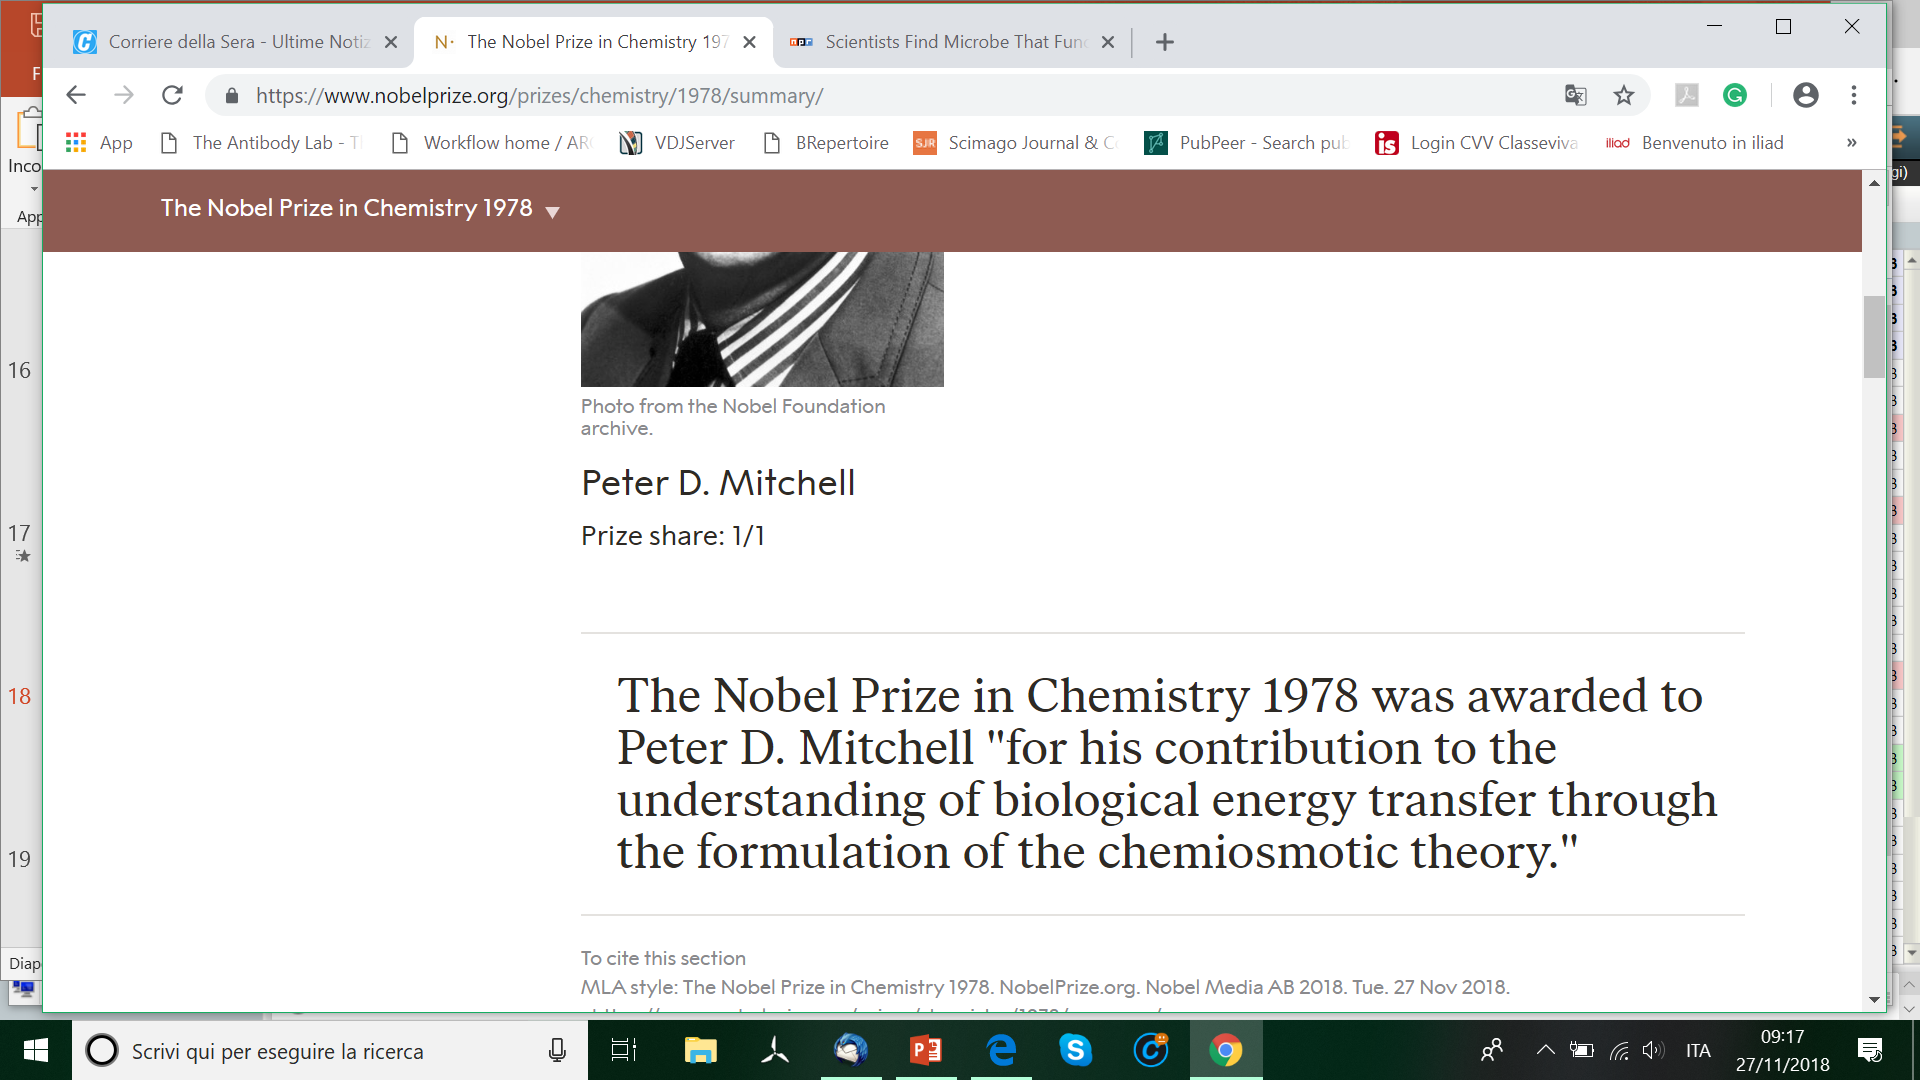 Corriere della Sera - Ultime Notiz
The Nobel Prize in Chemistry 197
Scientists Find Microbe That Func
https://www.nobelprize.org/prizes/chemistry/1978/summary/
App
The Antibody Lab - T
Workflow home / AR
VDJServer
BRepertoire
SJR
Scimago Journal & C
PubPeer - Search pub
is
Login CVV Classeviva
iliad
Benvenuto in iliad
»
F
Inco
App
gi)
The Nobel Prize in Chemistry 1978
Photo from the Nobel Foundation
archive.
Peter D. Mitchell
Prize share: 1/1
The Nobel Prize in Chemistry 1978 was awarded to
Peter D. Mitchell "for his contribution to the
understanding of biological energy transfer through
the formulation of the chemiosmotic theory."
To cite this section
MLA style: The Nobel Prize in Chemistry 1978. NobelPrize.org. Nobel Media AB 2018. Tue. 27 Nov 2018.
16
17
18
19
Diap
Scrivi qui per eseguire la ricerca
ITA
09:17
27/11/2018